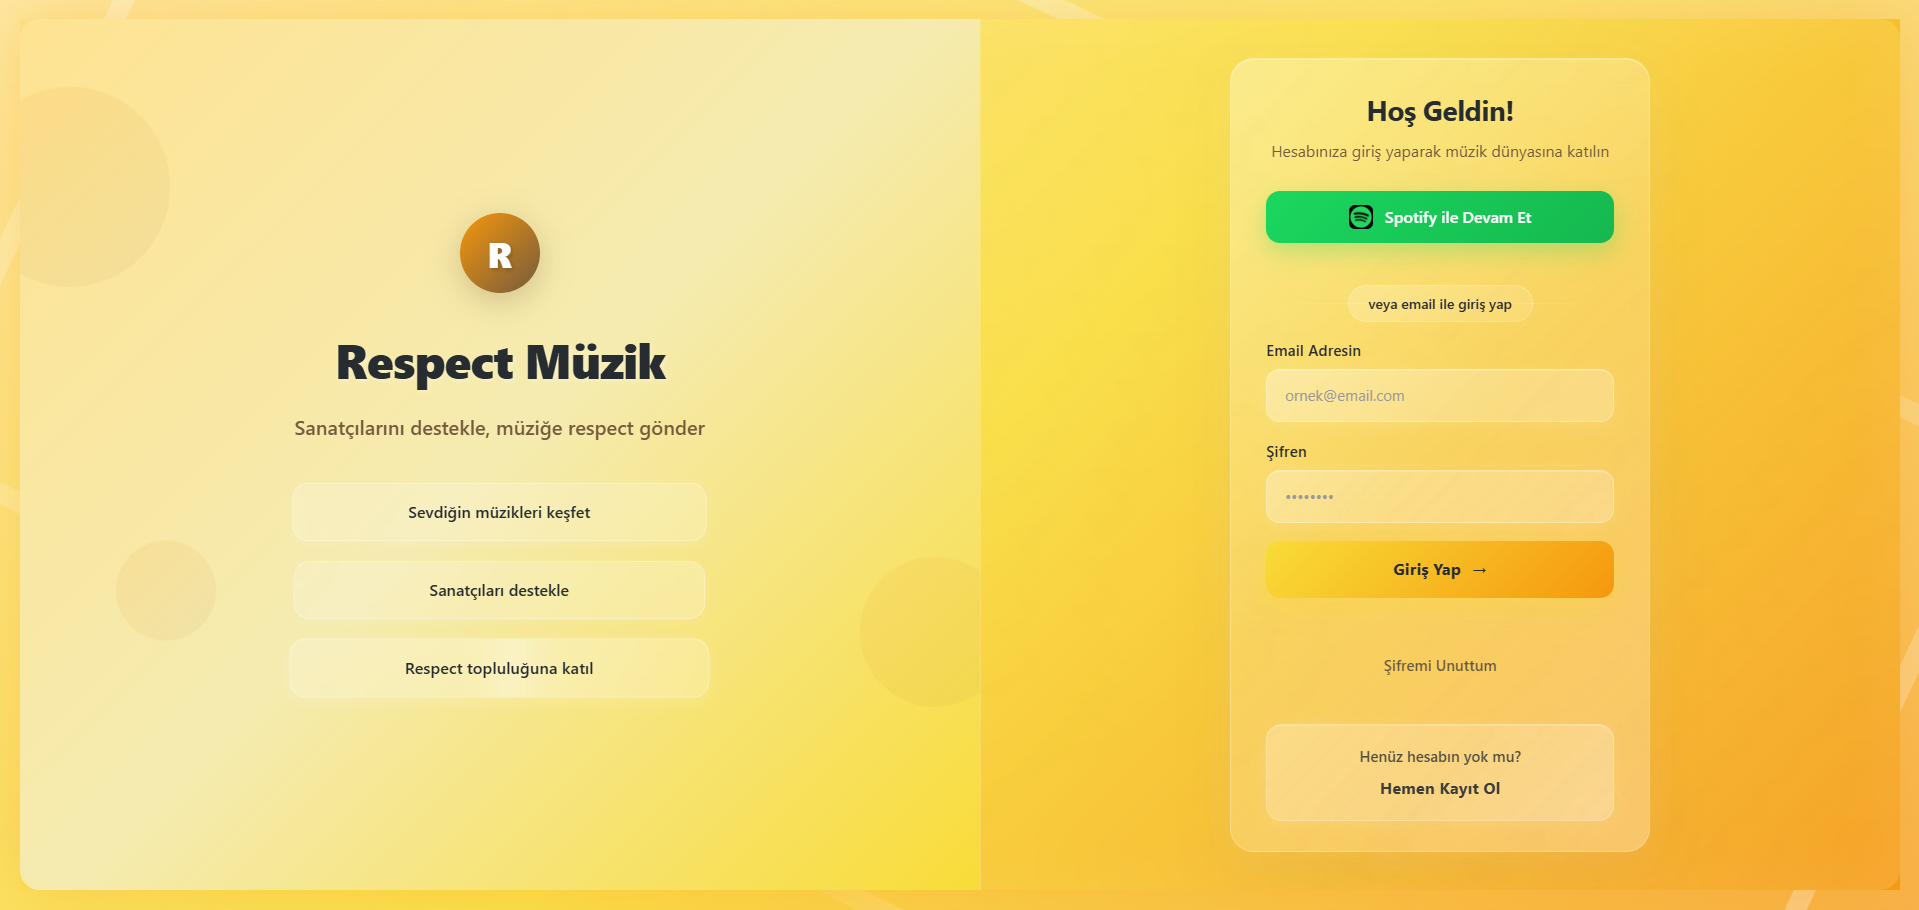 R
Respect Müzik
Sanatçılarını destekle, müziğe respect gönder
Sevdiğin müzikleri keşfet
Sanatçıları destekle
Respect topluluğuna katıl
Hoş Geldin!
Hesabınıza giriş yaparak müzik dünyasına katılın
Spotify ile Devam Et
veya email ile giriş yap
Email Adresin
ornek@email.com
Şifren
••••••••
Giriş Yap →
Şifremi Unuttum
Henüz hesabın yok mu?
Hemen Kayıt Ol